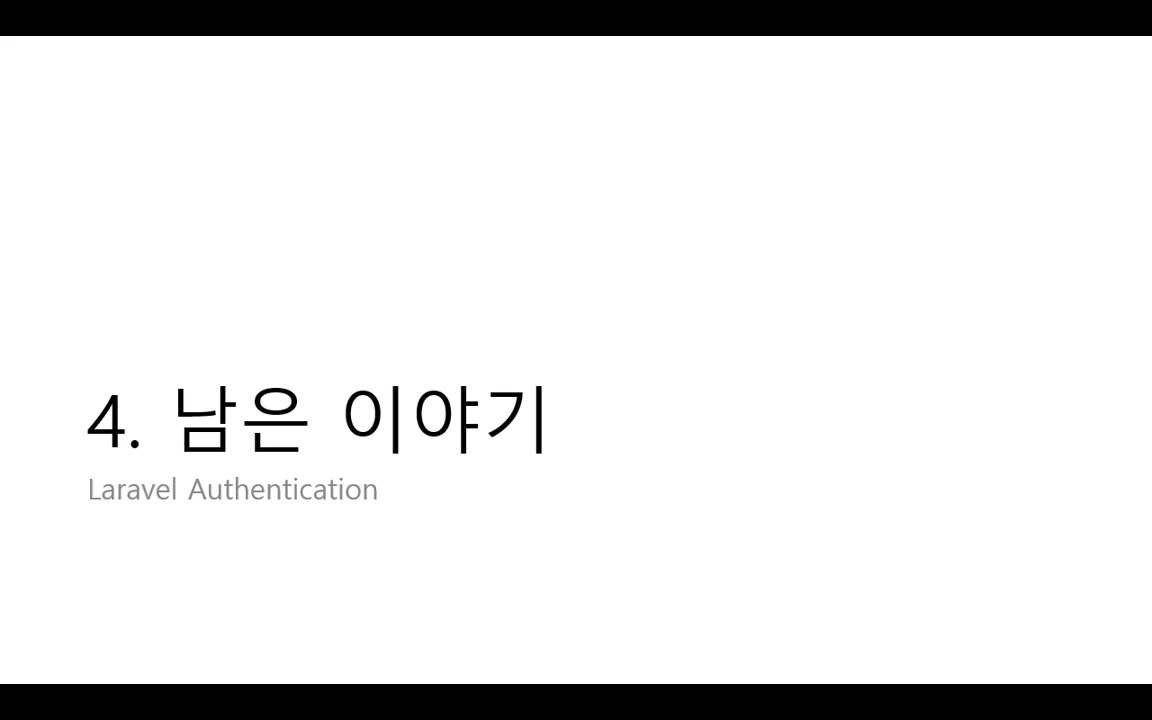 4. 남은 이야기
Laravel Authentication